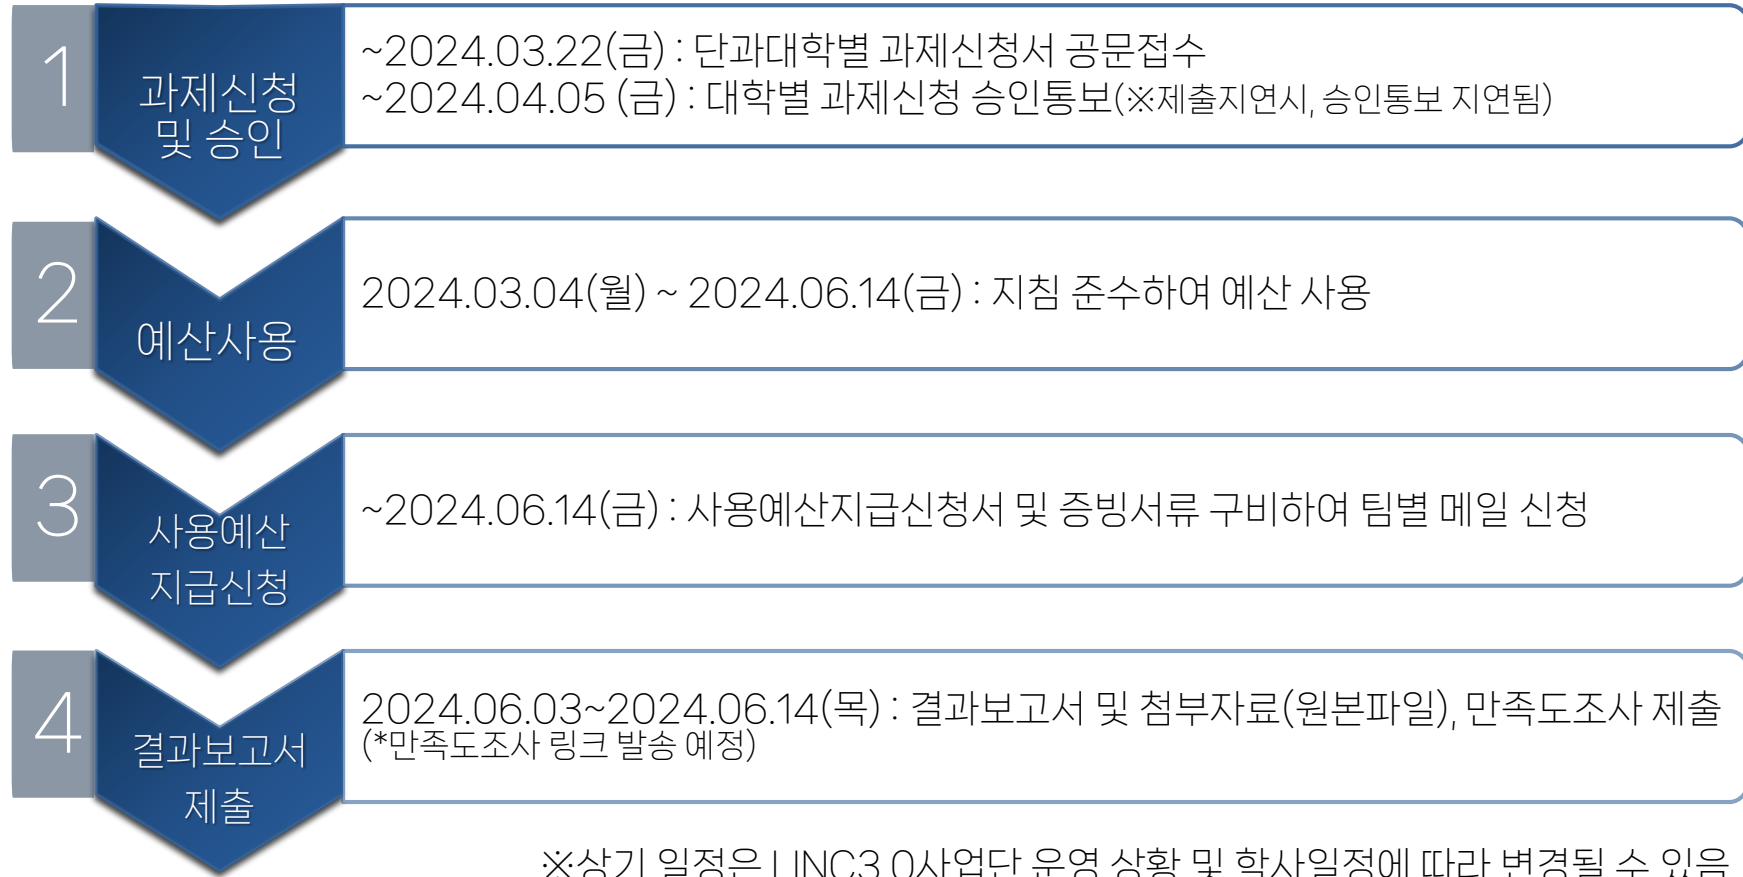 1
과제신청
및 승인
~2024.03.22(금) : 단과대학별 과제신청서 공문접수
~2024.04.05 (금) : 대학별 과제신청 승인통보(※제출지연시, 승인통보 지연됨)
2
예산사용
2024.03.04(월) ~ 2024.06.14(금) : 지침 준수하여 예산 사용
3
사용예산
지급신청
~2024.06.14(금) : 사용예산지급신청서 및 증빙서류 구비하여 팀별 메일 신청
4
결과보고서
제출
2024.06.03~2024.06.14(목) : 결과보고서 및 첨부자료(원본파일), 만족도조사 제출
(*만족도조사 링크 발송 예정)
※상기 일정은 LINC3.0사업단 운영 상황 및 학사일정에 따라 변경될 수 있음